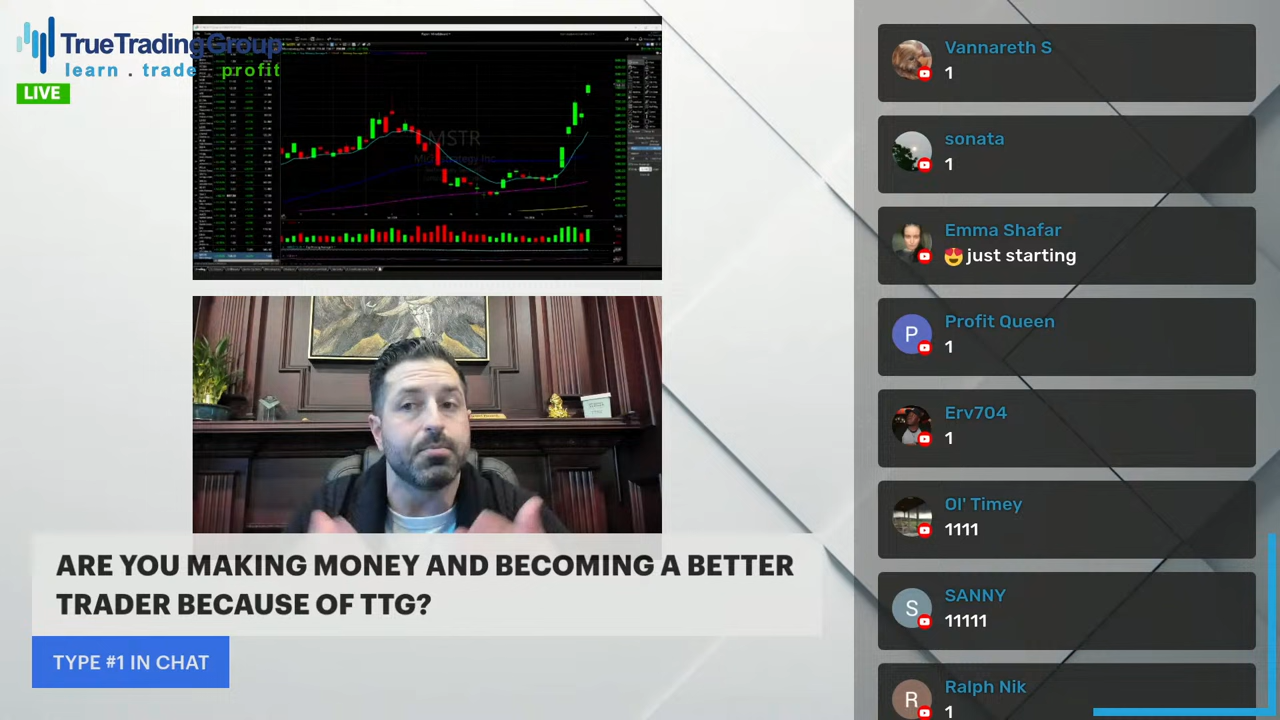 TrueTradingGroup
learn . trade . profit
LIVE
MSTR
MicroStrategy Inc
ARE YOU MAKING MONEY AND BECOMING A BETTER
TRADER BECAUSE OF TTG?
TYPE #1 IN CHAT
Vannareth S
1
sonata
1
Emma Shafar
😍 just starting
Profit Queen
1
Erv704
1
Ol' Timey
1111
SANNY
11111
Ralph Nik
1
P
S
R